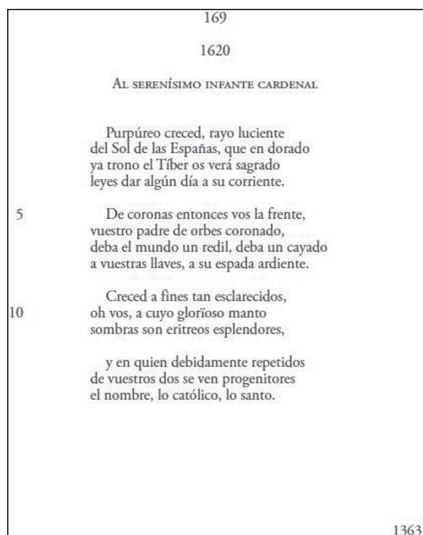 169
1620
Al serenísimo infante cardenal
Purpúreo creced, rayo luciente
del Sol de las Españas, que en dorado
ya trono el Tíber os verá sagrado
leyes dar algún día a su corriente.
5 De coronas entonces vos la frente,
vuestro padre de orbes coronado,
deba el mundo un redil, deba un cayado
a vuestras llaves, a su espada ardiente.
Creced a fines tan esclarecidos,
10 oh vos, a cuyo glorïoso manto
sombras son eritreos esplendores,
y en quien debidamente repetidos
de vuestros dos se ven progenitores
el nombre, lo católico, lo santo.
1363